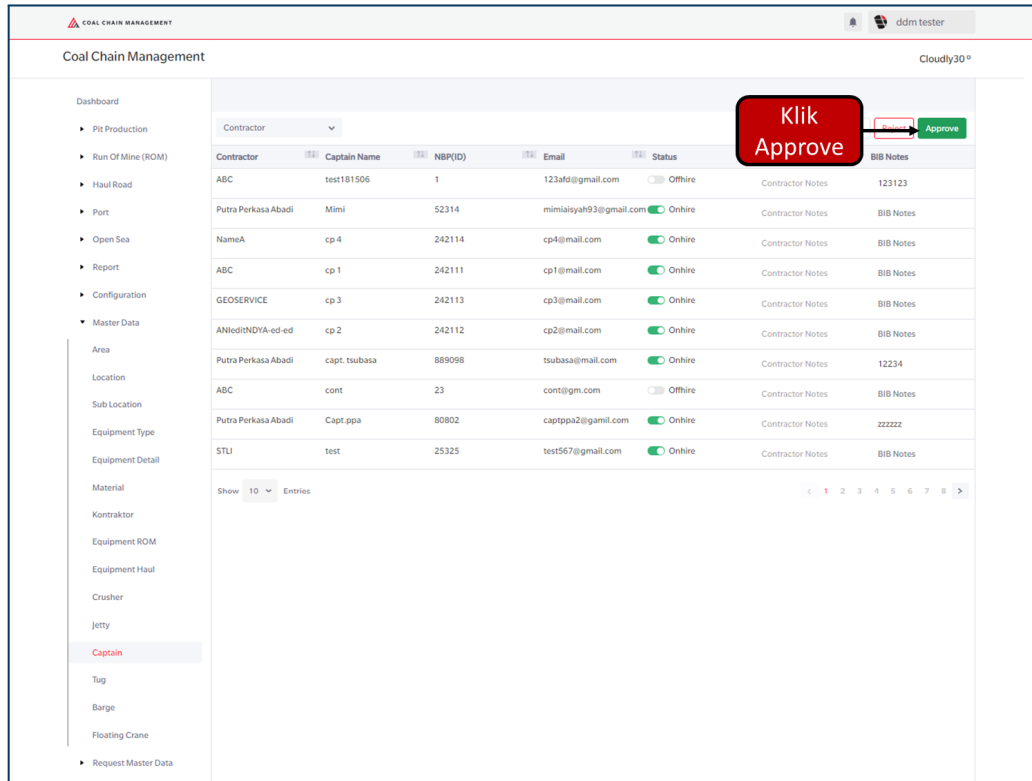 COAL CHAIN MANAGEMENT
ddm tester
Coal Chain Management
Cloudly30 º
Dashboard
Pit Production
Run Of Mine (ROM)
Haul Road
Port
Open Sea
Report
Configuration
Master Data
Area
Location
Sub Location
Equipment Type
Equipment Detail
Material
Kontraktor
Equipment ROM
Equipment Haul
Crusher
Jetty
Captain
Tug
Barge
Floating Crane
Request Master Data
Contractor
Klik
Approve
Reject Approve
Contractor Captain Name NBP(ID) Email Status BIB Notes
ABC test181506 1 123afd@gmail.com Offhire Contractor Notes 123123
Putra Perkasa Abadi Mimi 52314 mimiaisyah93@gmail.com Onhire Contractor Notes BIB Notes
NameA cp 4 242114 cp4@mail.com Onhire Contractor Notes BIB Notes
ABC cp 1 242111 cp1@mail.com Onhire Contractor Notes BIB Notes
GEOSERVICE cp 3 242113 cp3@mail.com Onhire Contractor Notes BIB Notes
ANIeditNDYA-ed-ed cp 2 242112 cp2@mail.com Onhire Contractor Notes BIB Notes
Putra Perkasa Abadi capt. tsubasa 889098 tsubasa@mail.com Onhire Contractor Notes 12234
ABC cont 23 cont@gm.com Offhire Contractor Notes BIB Notes
Putra Perkasa Abadi Capt.ppa 80802 captppa2@gamil.com Onhire Contractor Notes zzzzzz
STLI test 25325 test567@gmail.com Onhire Contractor Notes BIB Notes
Show 10 Entries
1 2 3 4 5 6 7 8